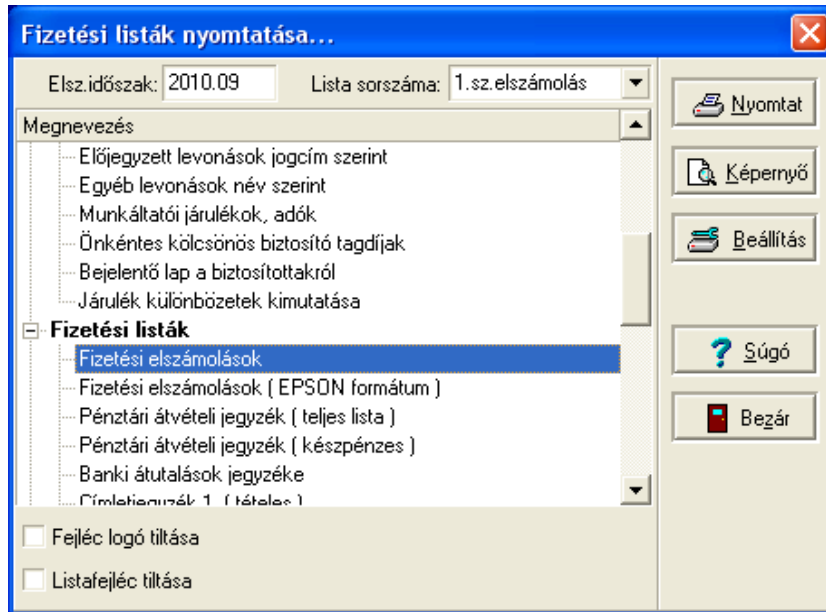 Fizetési listák nyomtatása...
Elsz.időszak: 2010.09 Lista sorszáma: 1.sz.elszámolás
Megnevezés
Előjegyzett levonások jogcím szerint
Egyéb levonások név szerint
Munkáltatói járulékok, adók
Önkéntes kölcsönös biztosító tagdíjak
Bejelentő lap a biztosítottakról
Járulék különbözetek kimutatása
Fizetési listák
Fizetési elszámolások
Fizetési elszámolások ( EPSON formátum )
Pénztári átvételi jegyzék ( teljes lista )
Pénztári átvételi jegyzék ( készpénzes )
Banki átutalások jegyzéke
Címletjegyzék 1. ( tételes )
Fejléc logó tiltása
Listafejléc tiltása
Nyomtat
Képernyő
Beállítás
Súgó
Bezár